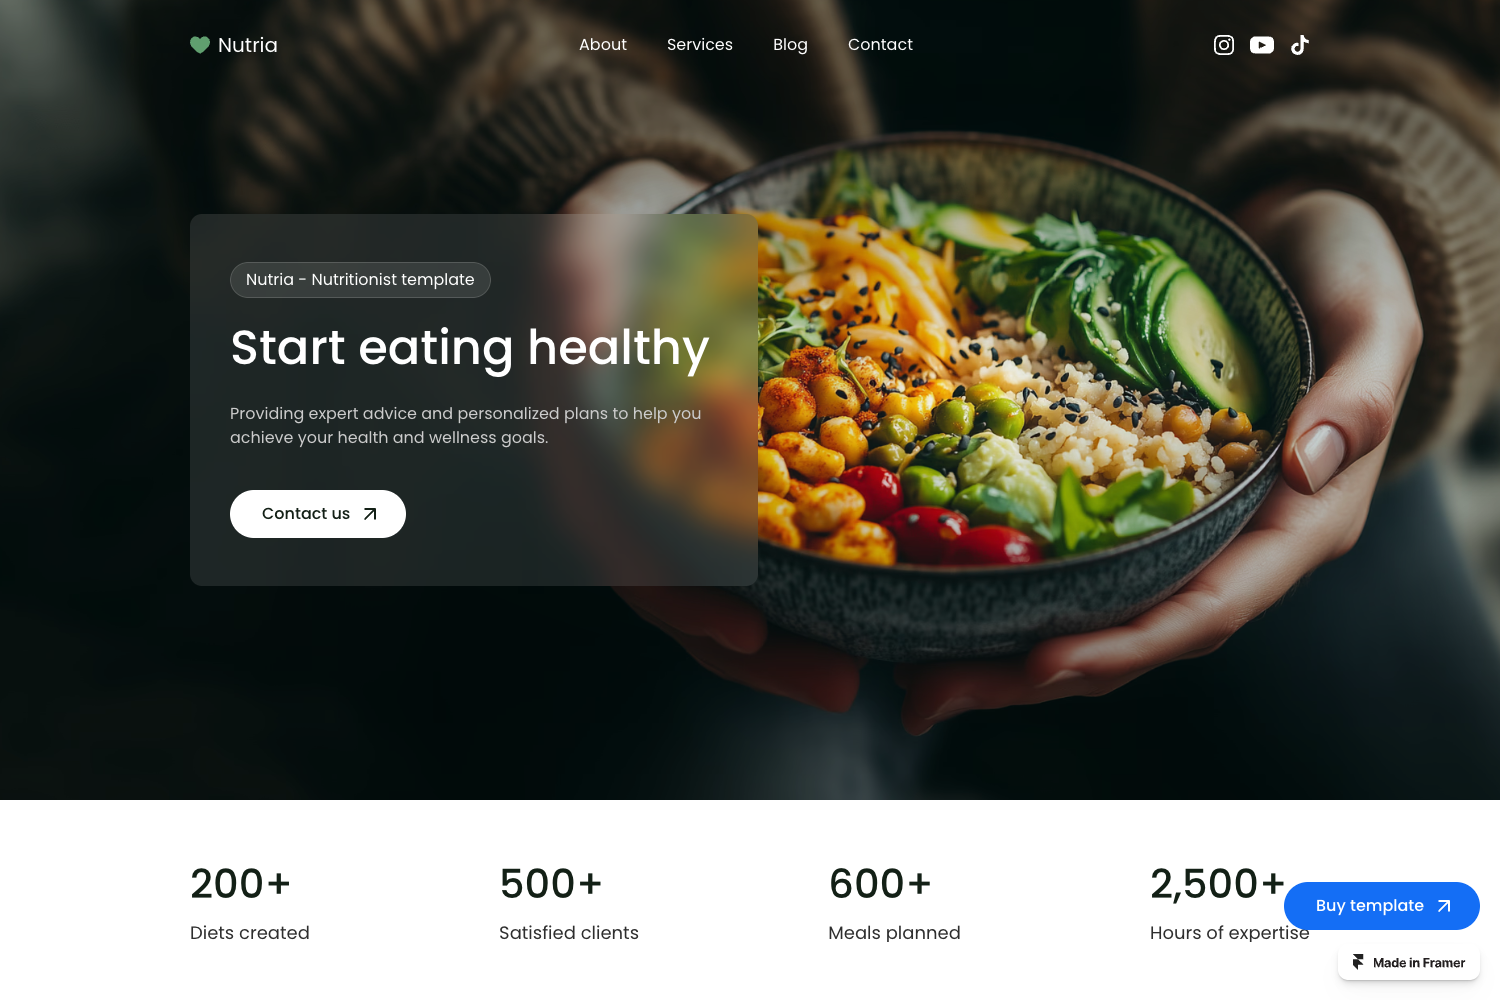 Nutria
About
Services
Blog
Contact
Nutria - Nutritionist template
Start eating healthy
Providing expert advice and personalized plans to help you
achieve your health and wellness goals.
Contact us
200+
Diets created
500+
Satisfied clients
600+
Meals planned
2,500+
Hours of expertise
Buy template
Made in Framer